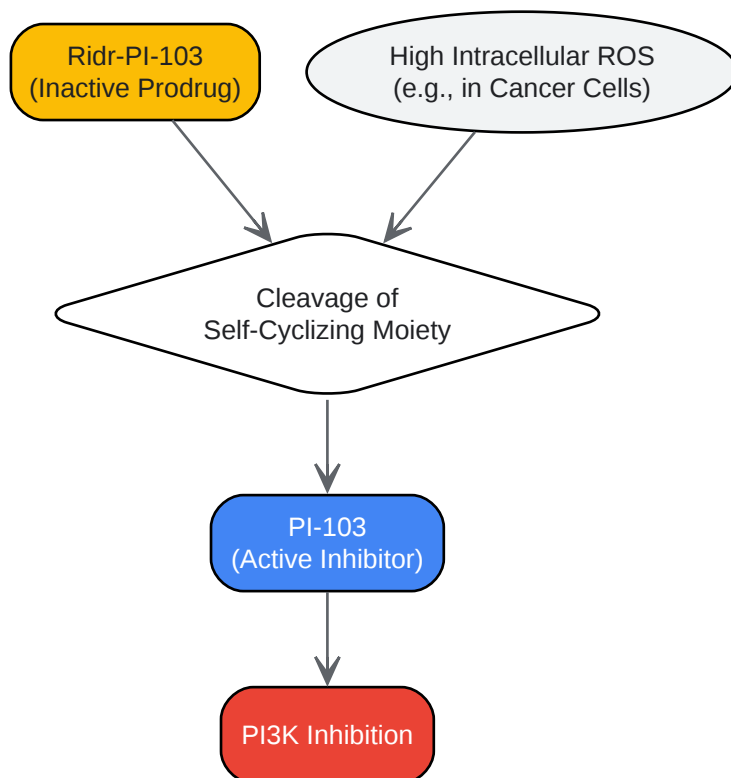 Ridr-PI-103
(Inactive Prodrug)
High Intracellular ROS
(e.g., in Cancer Cells)
Cleavage of
Self-Cyclizing Moiety
PI-103
(Active Inhibitor)
PI3K Inhibition